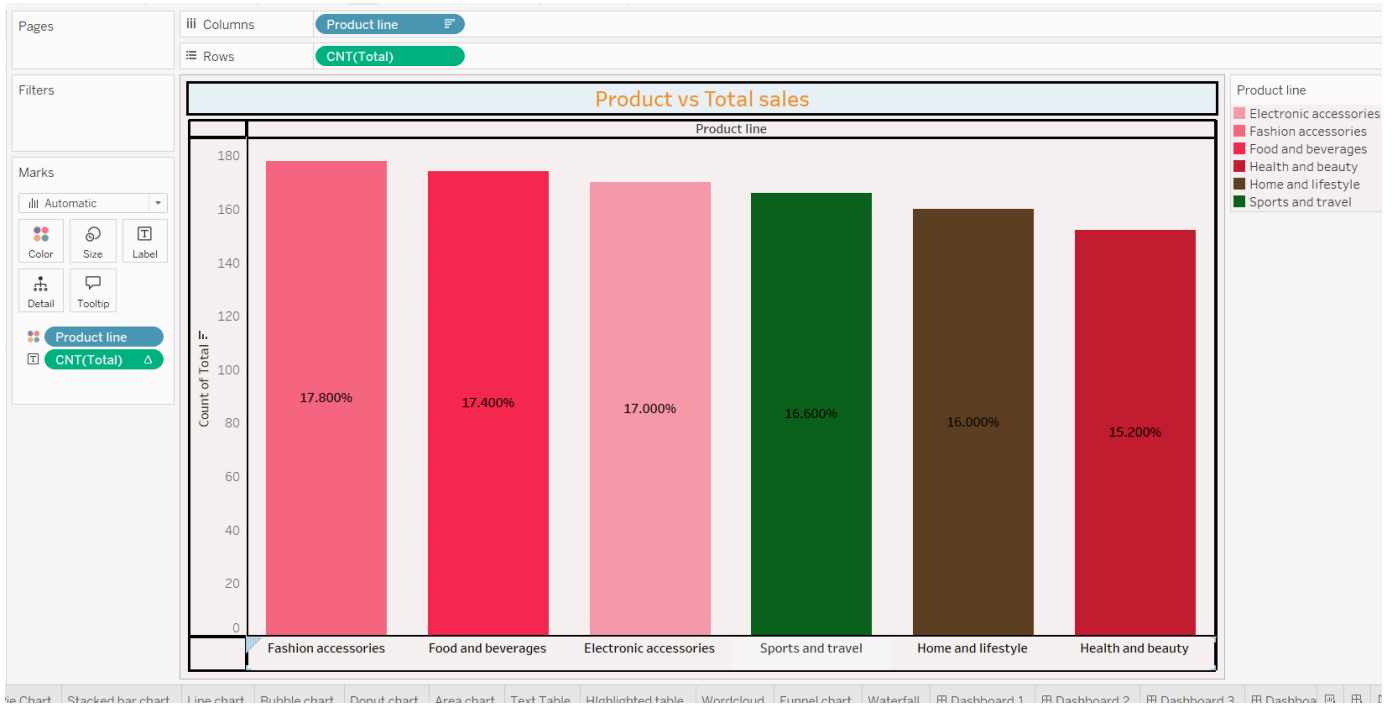 Pages
Columns
Product line
Rows
CNT(Total)
Filters
Marks
Automatic
Color
Size
Label
Detail
Tooltip
Product line
CNT(Total)
Product vs Total sales
Product line
Count of Total
180
160
140
120
100
80
60
40
20
0
17.800%
17.400%
17.000%
16.600%
16.000%
15.200%
Fashion accessories
Food and beverages
Electronic accessories
Sports and travel
Home and lifestyle
Health and beauty
Product line
Electronic accessories
Fashion accessories
Food and beverages
Health and beauty
Home and lifestyle
Sports and travel
ie Chart
Stacked bar chart
Line chart
Bubble chart
Donut chart
Area chart
Text Table
HIghlighted table
Wordcloud
Funnel chart
Waterfall
Dashboard 1
Dashboard 2
Dashboard 3
Dashboa